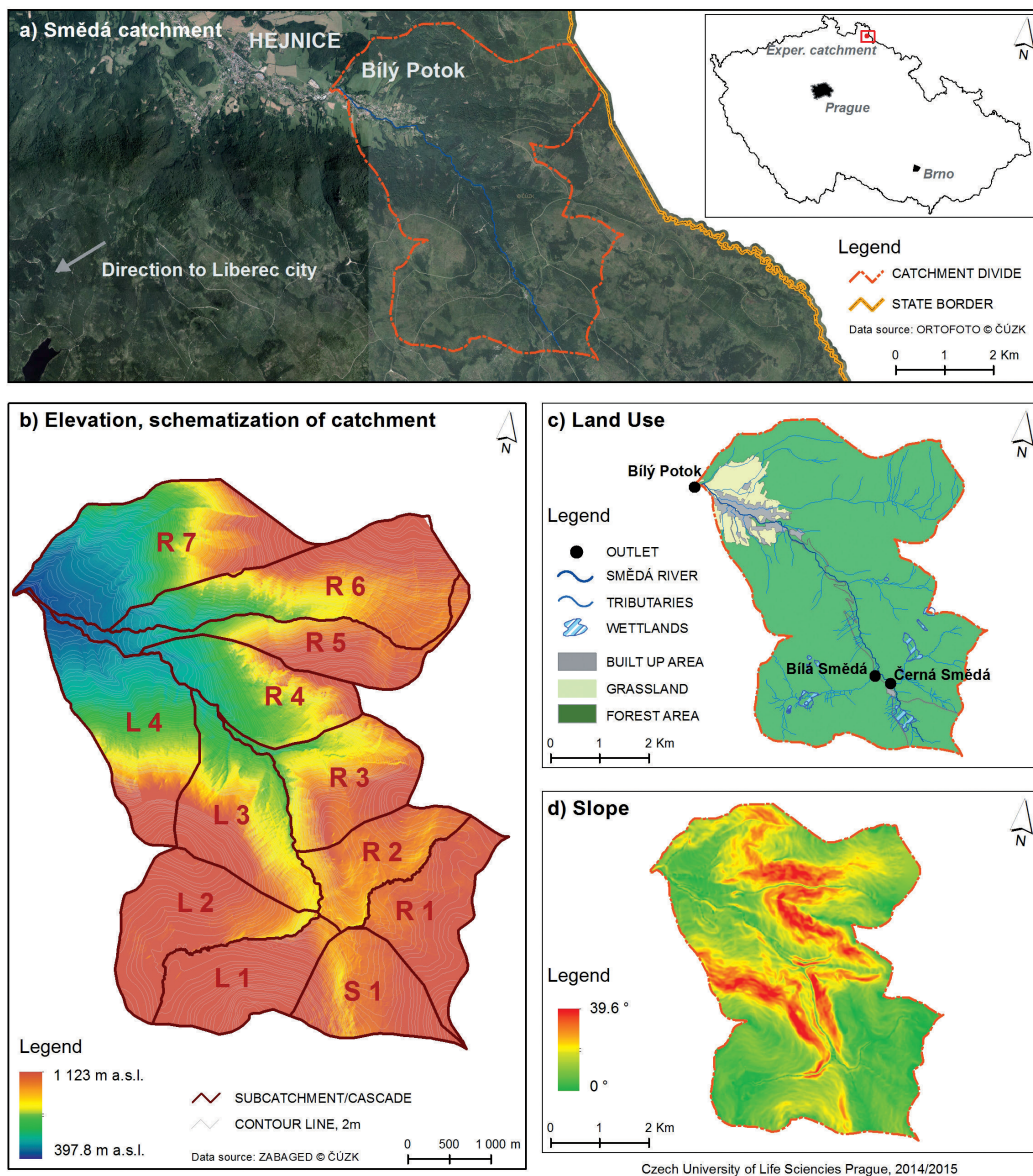 a) Smědá catchment
HEJNICE
Bílý Potok
Direction to Liberec city
Exper. catchment
Prague
Brno
N
Legend
CATCHMENT DIVIDE
STATE BORDER
Data source: ORTOFOTO © ČÚZK
0 1 2 Km
b) Elevation, schematization of catchment
N
R 7
R 6
R 5
R 4
L 4
R 3
L 3
R 2
L 2
R 1
L 1
S 1
Legend
1 123 m a.s.l.
397.8 m a.s.l.
SUBCATCHMENT/CASCADE
CONTOUR LINE, 2m
Data source: ZABAGED © ČÚZK
0 500 1 000 m
c) Land Use
N
Bílý Potok
Legend
OUTLET
SMĚDÁ RIVER
TRIBUTARIES
WETTLANDS
BUILT UP AREA
GRASSLAND
FOREST AREA
Bílá Smědá
Černá Smědá
0 1 2 Km
d) Slope
N
Legend
39.6 °
0 °
0 1 2 Km
Czech University of Life Sciencies Prague, 2014/2015